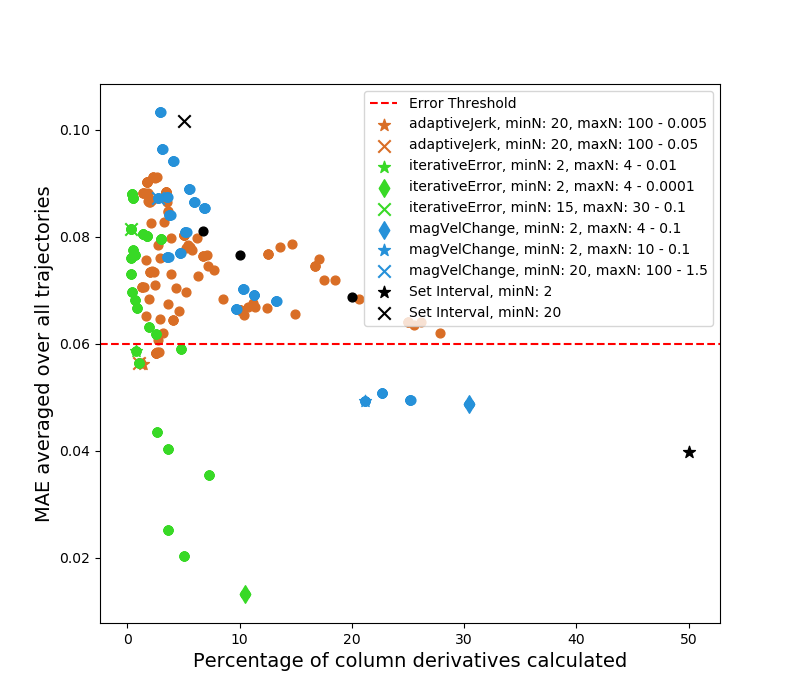 Error Threshold
adaptiveJerk, minN: 20, maxN: 100 - 0.005
adaptiveJerk, minN: 20, maxN: 100 - 0.05
iterativeError, minN: 2, maxN: 4 - 0.01
iterativeError, minN: 2, maxN: 4 - 0.0001
iterativeError, minN: 15, maxN: 30 - 0.1
magVelChange, minN: 2, maxN: 4 - 0.1
magVelChange, minN: 2, maxN: 10 - 0.1
magVelChange, minN: 20, maxN: 100 - 1.5
Set Interval, minN: 2
Set Interval, minN: 20
MAE averaged over all trajectories
0.10
0.08
0.06
0.04
0.02
0 10 20 30 40 50
Percentage of column derivatives calculated